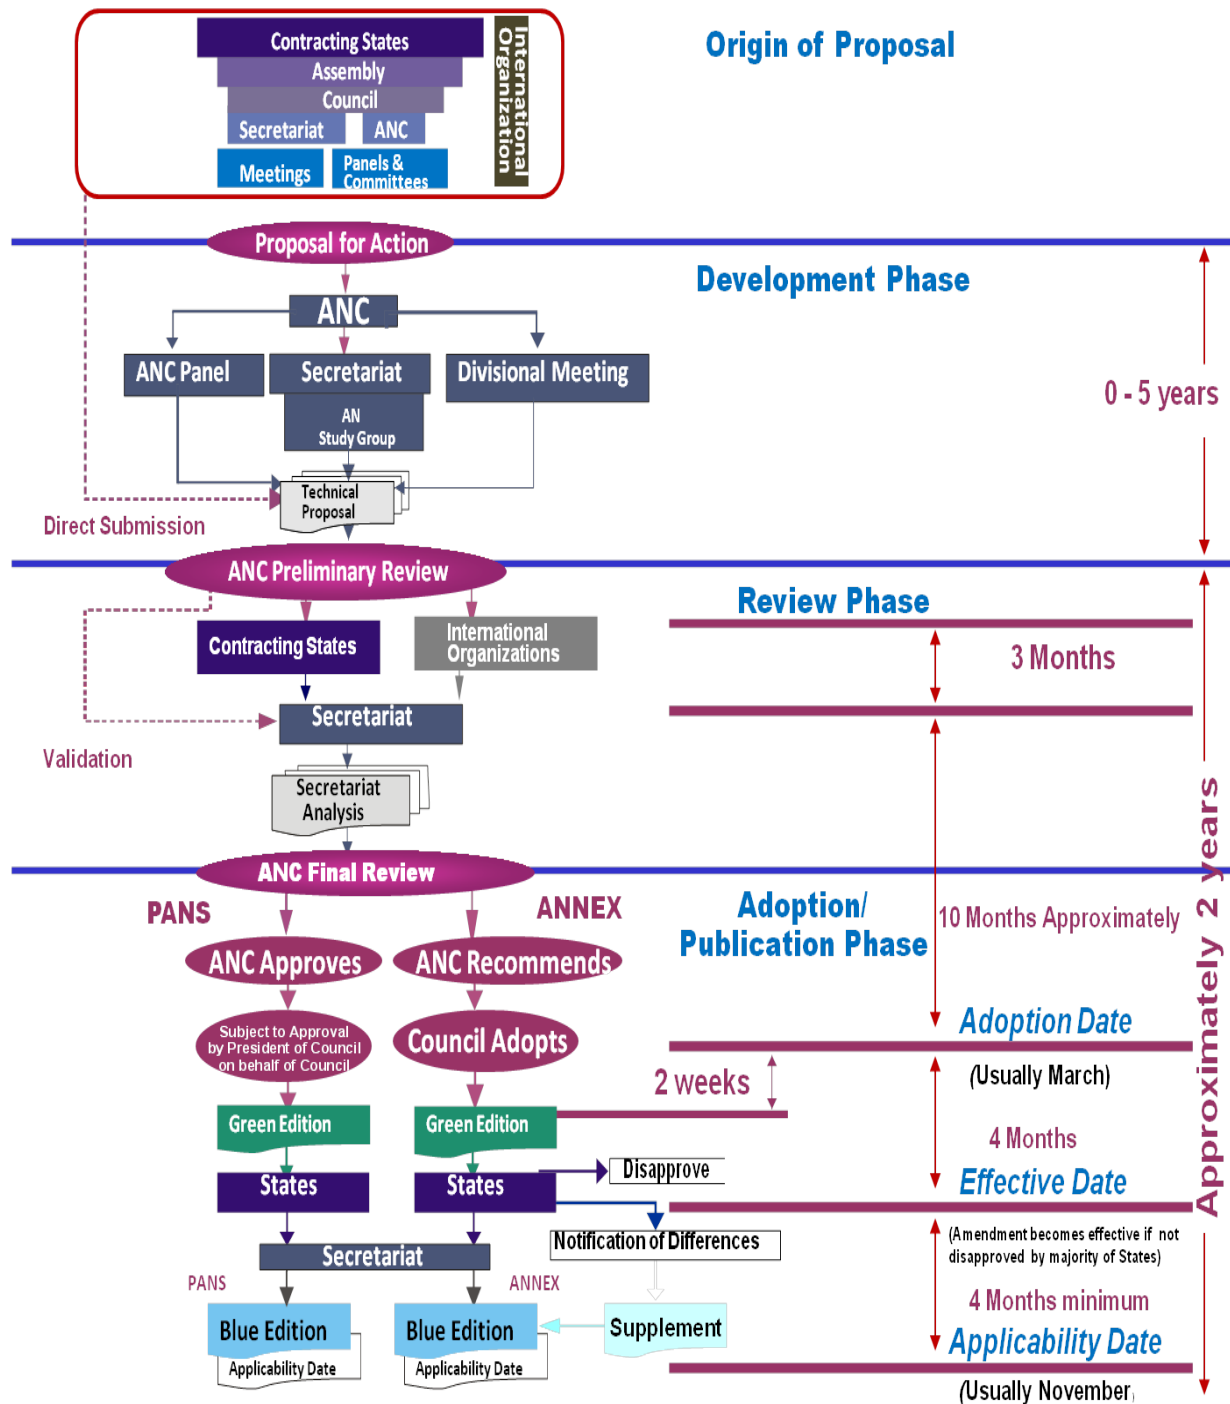 Contracting States
Assembly
Council
Secretariat
ANC
Meetings
Panels &
Committees
International
Organization
Origin of Proposal
Proposal for Action
Development Phase
ANC
ANC Panel
Secretariat
Divisional Meeting
AN
Study Group
0 - 5 years
Technical
Proposal
Direct Submission
ANC Preliminary Review
Review Phase
Contracting States
International
Organizations
3 Months
Secretariat
Validation
Secretariat
Analysis
ANC Final Review
PANS
ANNEX
Adoption/
Publication Phase
10 Months Approximately
Approximately 2 years
ANC Approves
ANC Recommends
Subject to Approval
by President of Council
on behalf of Council
Council Adopts
Adoption Date
(Usually March)
2 weeks
Green Edition
Green Edition
4 Months
States
States
Disapprove
Effective Date
Notification of Differences
(Amendment becomes effective if not
disapproved by majority of States)
Secretariat
PANS
ANNEX
4 Months minimum
Blue Edition
Blue Edition
Supplement
Applicability Date
Applicability Date
Applicability Date
(Usually November)